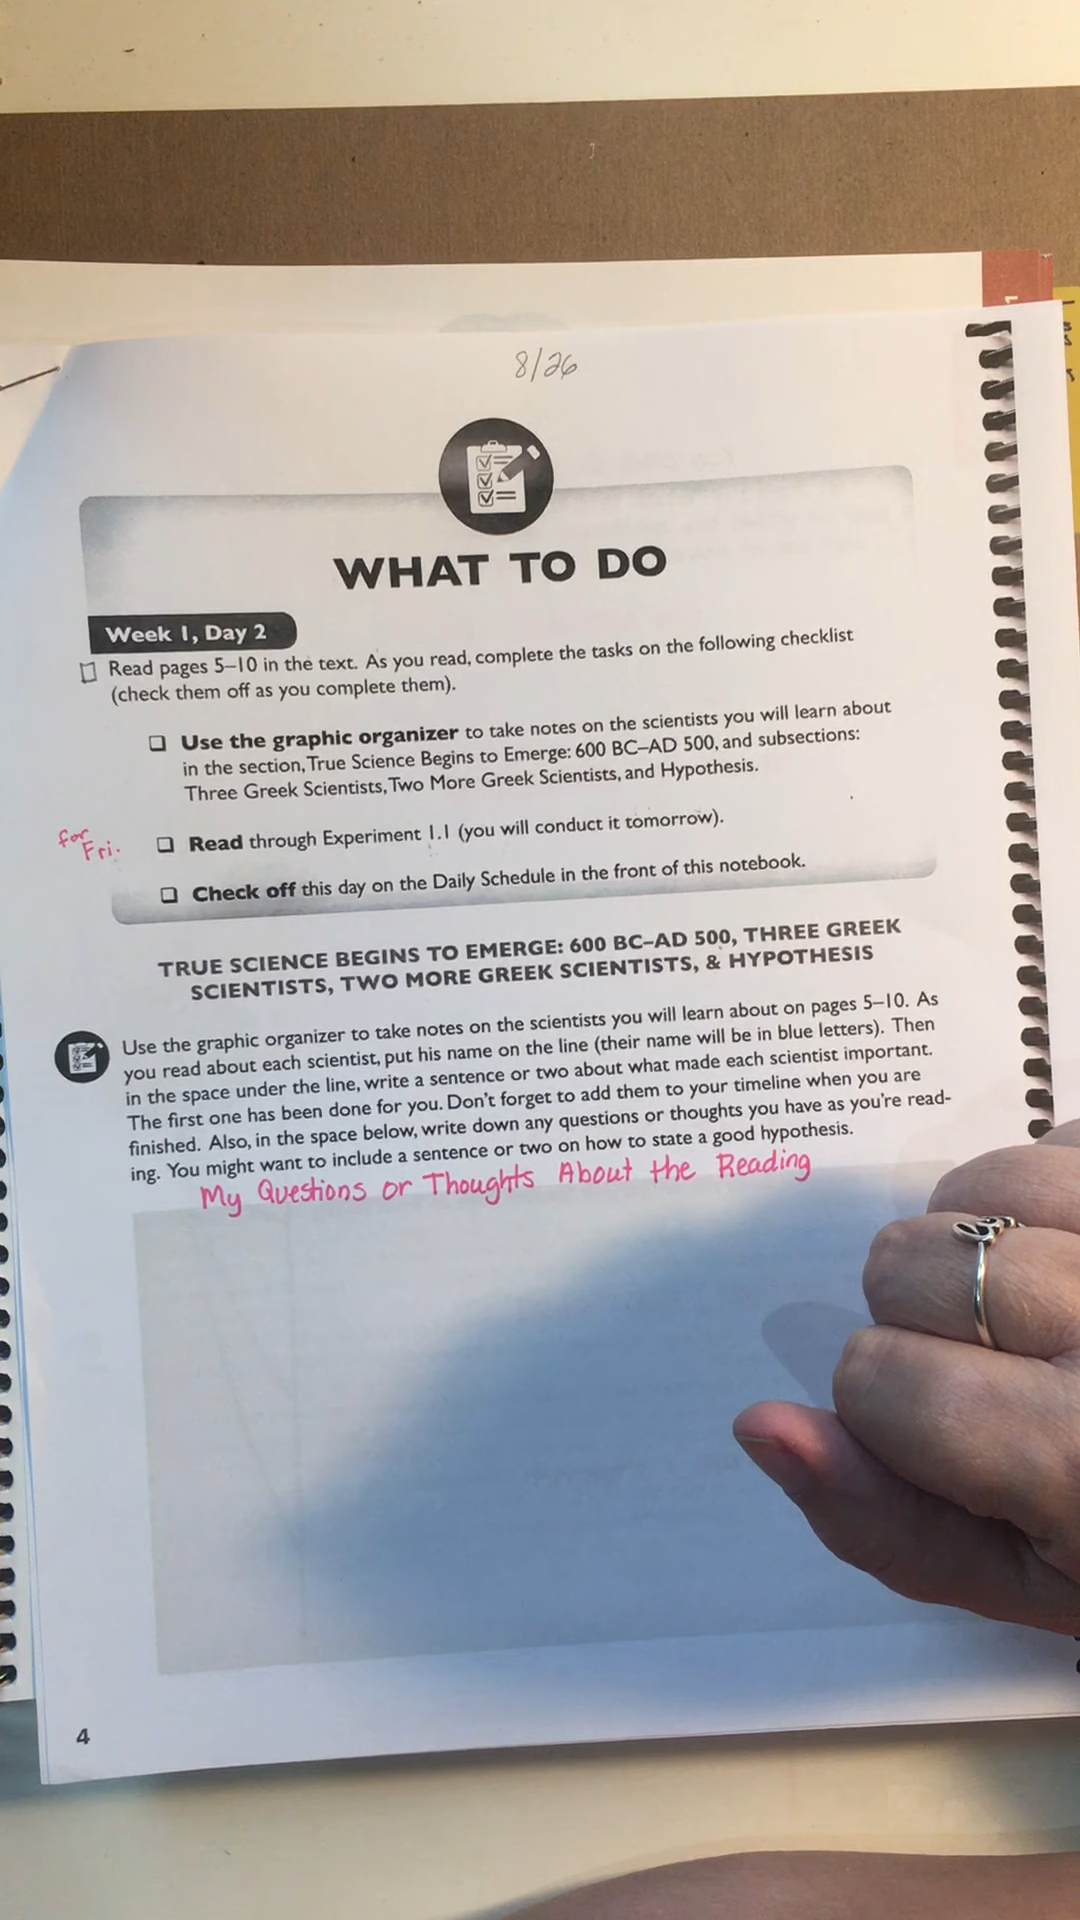 8/26
WHAT TO DO
Week 1, Day 2
Read pages 5–10 in the text. As you read, complete the tasks on the following checklist
(check them off as you complete them).
Use the graphic organizer to take notes on the scientists you will learn about
in the section, True Science Begins to Emerge: 600 BC–AD 500, and subsections:
Three Greek Scientists, Two More Greek Scientists, and Hypothesis.
for
Fri.
Read through Experiment 1.1 (you will conduct it tomorrow).
Check off this day on the Daily Schedule in the front of this notebook.
TRUE SCIENCE BEGINS TO EMERGE: 600 BC–AD 500, THREE GREEK
SCIENTISTS, TWO MORE GREEK SCIENTISTS, & HYPOTHESIS
Use the graphic organizer to take notes on the scientists you will learn about on pages 5–10. As
you read about each scientist, put his name on the line (their name will be in blue letters). Then
in the space under the line, write a sentence or two about what made each scientist important.
The first one has been done for you. Don't forget to add them to your timeline when you are
finished. Also, in the space below, write down any questions or thoughts you have as you're read-
ing. You might want to include a sentence or two on how to state a good hypothesis.
My Questions or Thoughts About the Reading
4